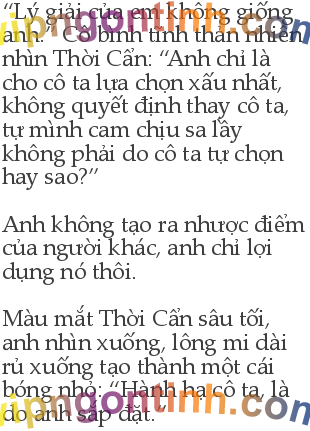 “Lý giải của em không giống
anh.” Cô bình tĩnh thản nhiên
nhìn Thời Cẩn: “Anh chỉ là
cho cô ta lựa chọn xấu nhất,
không quyết định thay cô ta,
tự mình cam chịu sa lầy
không phải do cô ta tự chọn
hay sao?”
Anh không tạo ra nhược điểm
của người khác, anh chỉ lợi
dụng nó thôi.
Màu mắt Thời Cẩn sâu tối,
anh nhìn xuống, lông mi dài
rủ xuống tạo thành một cái
bóng nhỏ: “Hành hạ cô ta, là
do anh sắp đặt.”
vipngontinh.com
vipngontinh.com